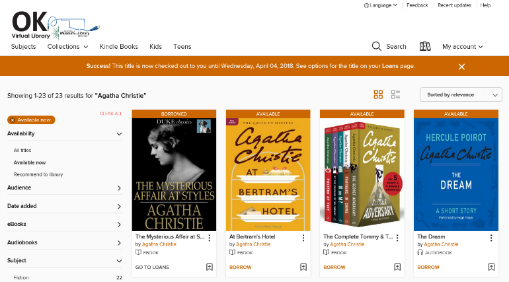 Language
Feedback
Recent updates
Help
OK
Virtual Library
Subjects
Collections
Kindle Books
Kids
Teens
Search
My account
Success! This title is now checked out to you until Wednesday, April 04, 2018. See options for the title on your Loans page.
Showing 1-23 of 23 results for "Agatha Christie"
Sorted by relevance
× Available now
Availability
All titles
Available now
Recommend to library
Audience
Date added
eBooks
Audiobooks
Subject
Fiction 22
BORROWED
DUKE classics
THE MYSTERIOUS
AFFAIR AT STYLES
AGATHA
CHRISTIE
The Mysterious Affair at S...
by Agatha Christie
EBOOK
GO TO LOANS
AVAILABLE
Agatha
Christie
AT
BERTRAM'S
HOTEL
At Bertram's Hotel
by Agatha Christie
EBOOK
BORROW
AVAILABLE
Agatha
Christie
ADVERSARY
The Complete Tommy & T...
by Agatha Christie
EBOOK
BORROW
AVAILABLE
HERCULE POIROT
THE
DREAM
A SHORT STORY
The Dream
by Agatha Christie
AUDIOBOOK
BORROW